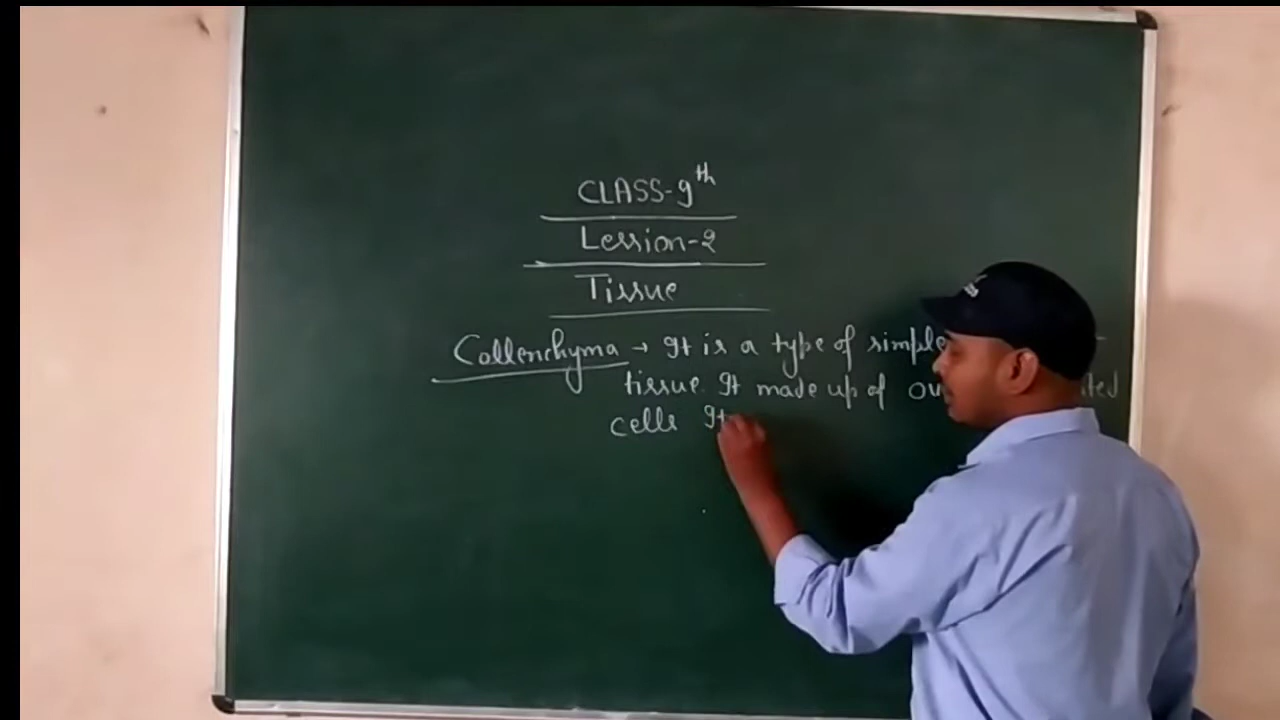 CLASS-9th
Lession-2
Tissue
Collenchyma → It is a type of simple
tissue. It made up of
cells It